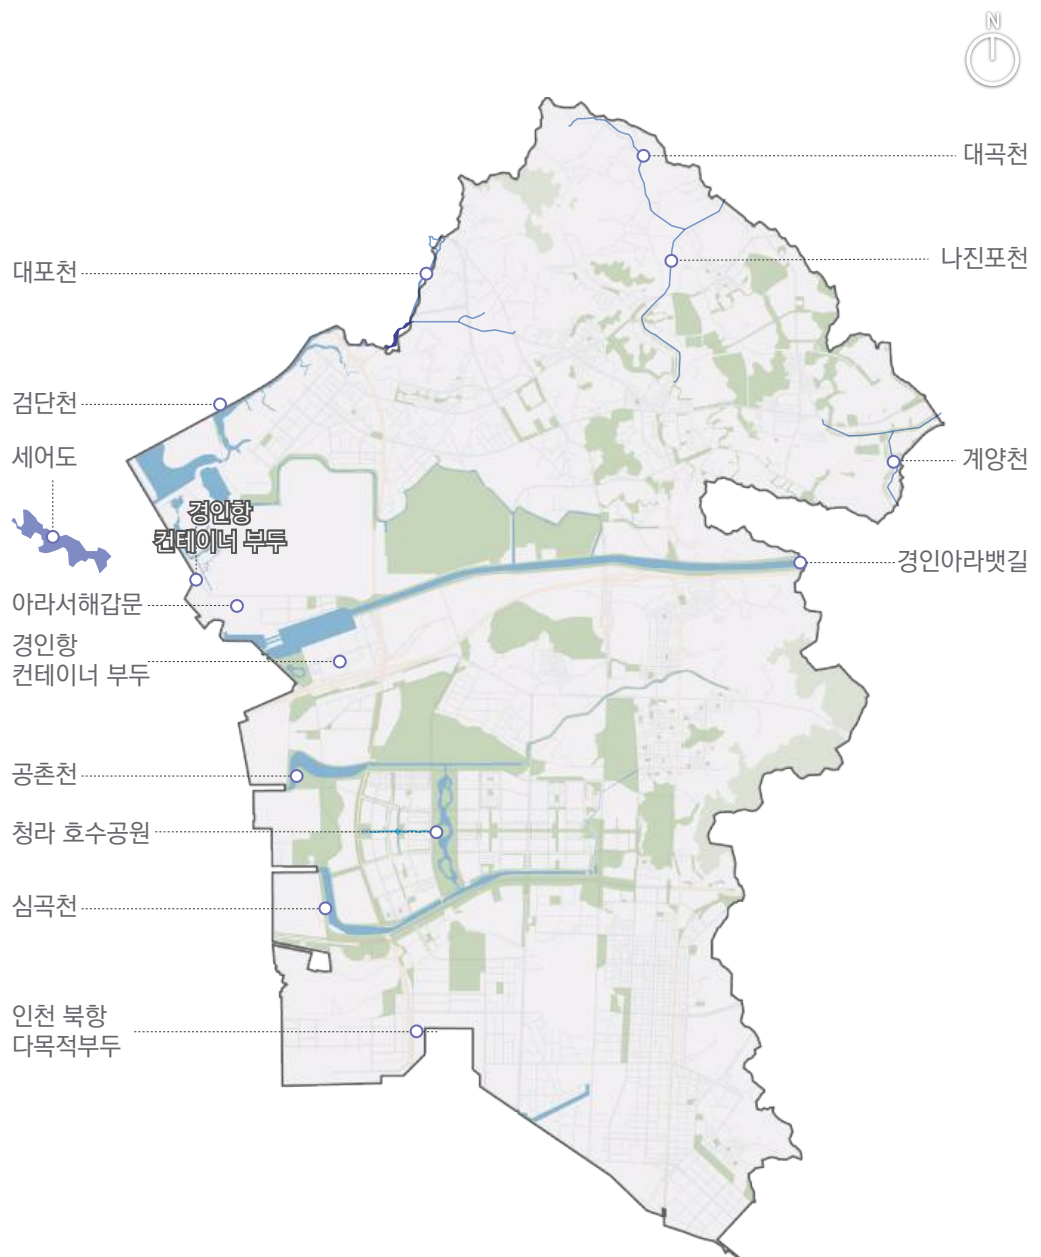 N
대곡천
나진포천
대포천
검단천
세어도
계양천
경인항
컨테이너 부두
경인아라뱃길
아라서해갑문
경인항
컨테이너 부두
공촌천
청라 호수공원
심곡천
인천 북항
다목적부두